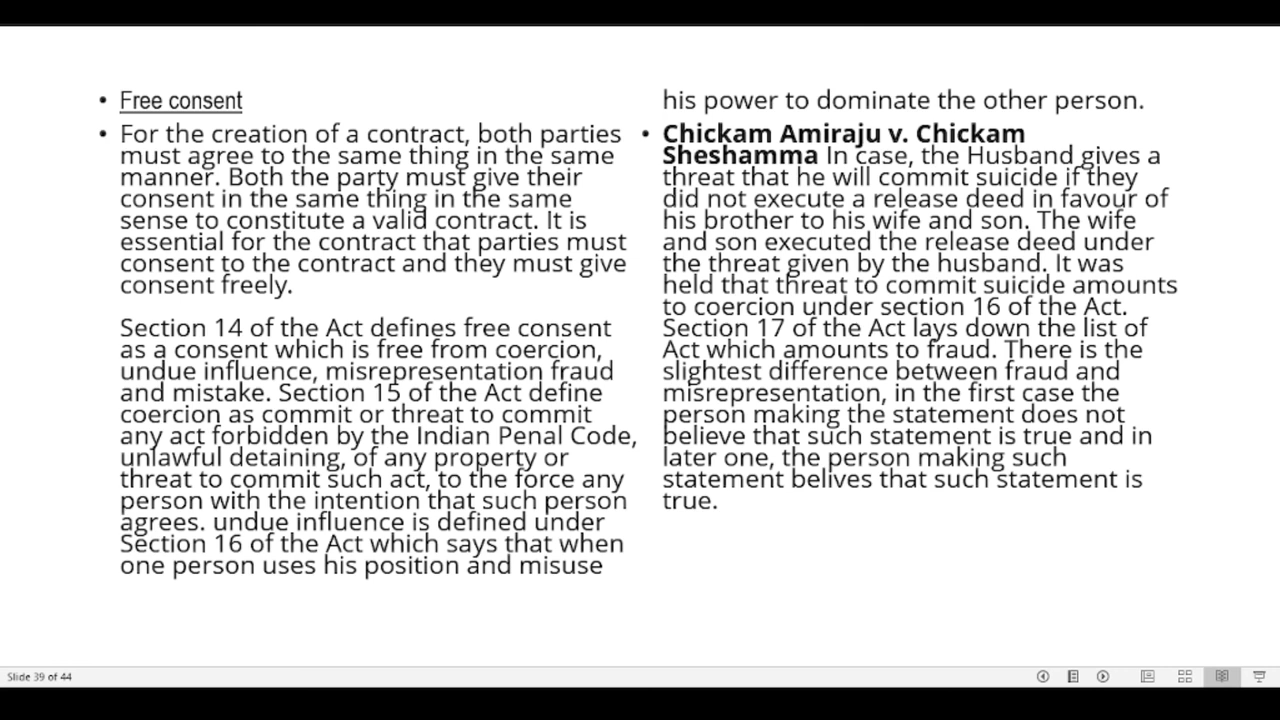 • Free consent
• For the creation of a contract, both parties
must agree to the same thing in the same
manner. Both the party must give their
consent in the same thing in the same
sense to constitute a valid contract. It is
essential for the contract that parties must
consent to the contract and they must give
consent freely.
Section 14 of the Act defines free consent
as a consent which is free from coercion,
undue influence, misrepresentation fraud
and mistake. Section 15 of the Act define
coercion as commit or threat to commit
any act forbidden by the Indian Penal Code,
unlawful detaining, of any property or
threat to commit such act, to the force any
person with the intention that such person
agrees. undue influence is defined under
Section 16 of the Act which says that when
one person uses his position and misuse
his power to dominate the other person.
• Chickam Amiraju v. Chickam
Sheshamma In case, the Husband gives a
threat that he will commit suicide if they
did not execute a release deed in favour of
his brother to his wife and son. The wife
and son executed the release deed under
the threat given by the husband. It was
held that threat to commit suicide amounts
to coercion under section 16 of the Act.
Section 17 of the Act lays down the list of
Act which amounts to fraud. There is the
slightest difference between fraud and
misrepresentation, in the first case the
person making the statement does not
believe that such statement is true and in
later one, the person making such
statement belives that such statement is
true.
Slide 39 of 44